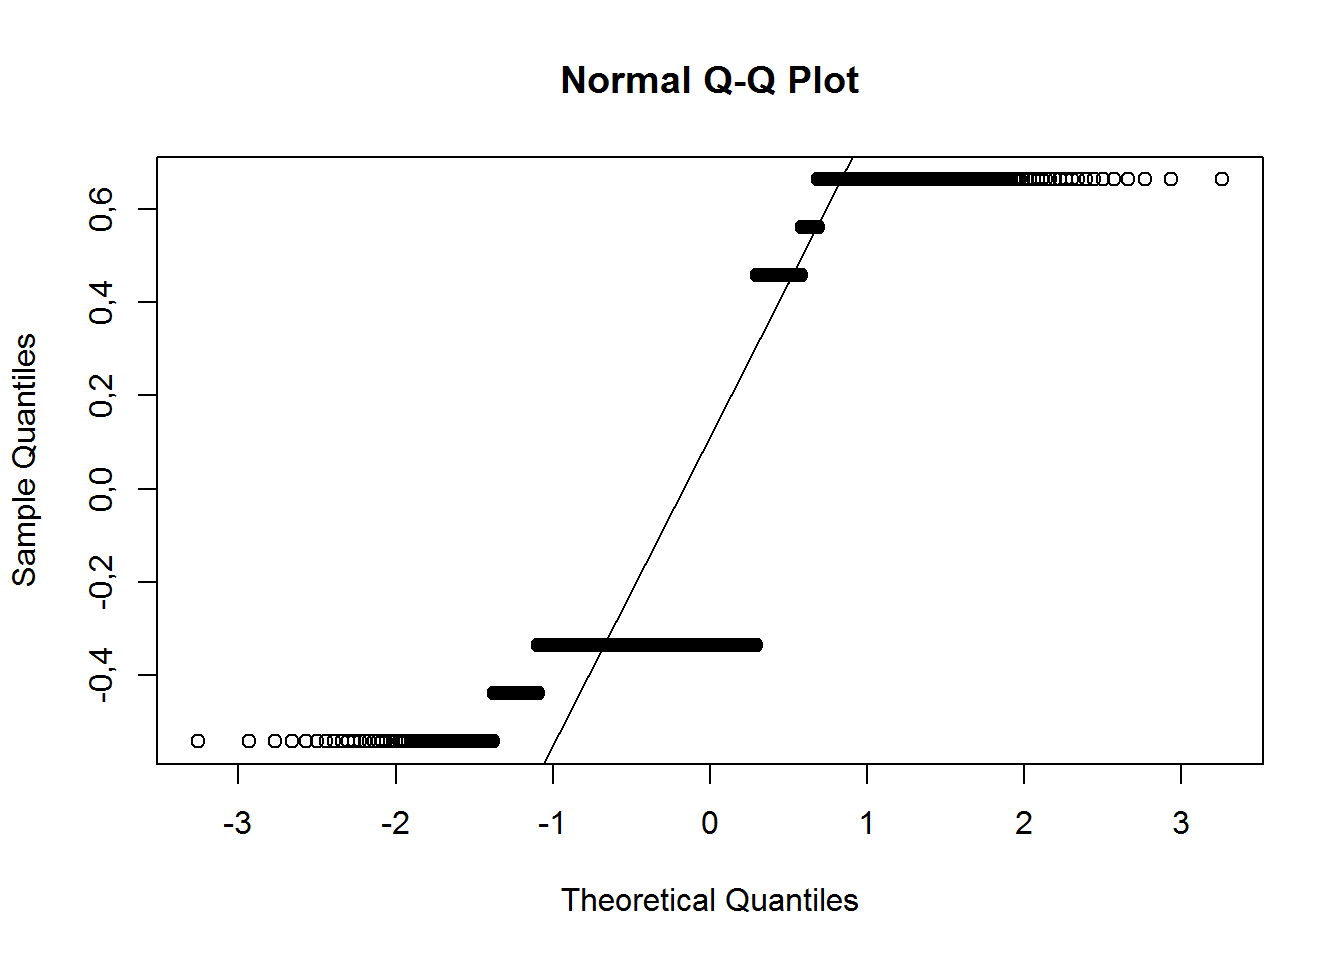 Normal Q-Q Plot
Sample Quantiles
0,6
0,4
0,2
0,0
-0,2
-0,4
-3 -2 -1 0 1 2 3
Theoretical Quantiles